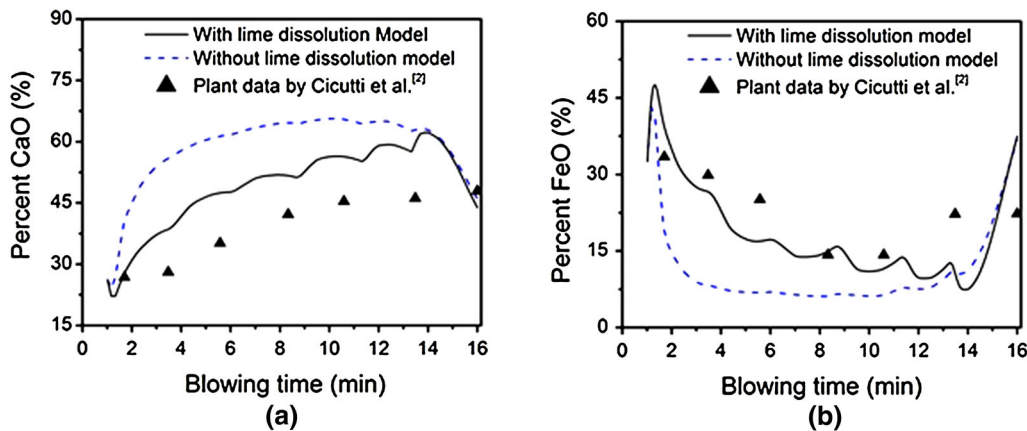 90
75
60
45
30
15
0
2
4
6
8
10
12
14
16
Percent CaO (%)
Blowing time (min)
With lime dissolution Model
Without lime dissolution model
Plant data by Cicutti et al.[2]
(a)
60
45
30
15
0
0
2
4
6
8
10
12
14
16
Percent FeO (%)
Blowing time (min)
With lime dissolution model
Without lime dissolution model
Plant data by Cicutti et al.[2]
(b)